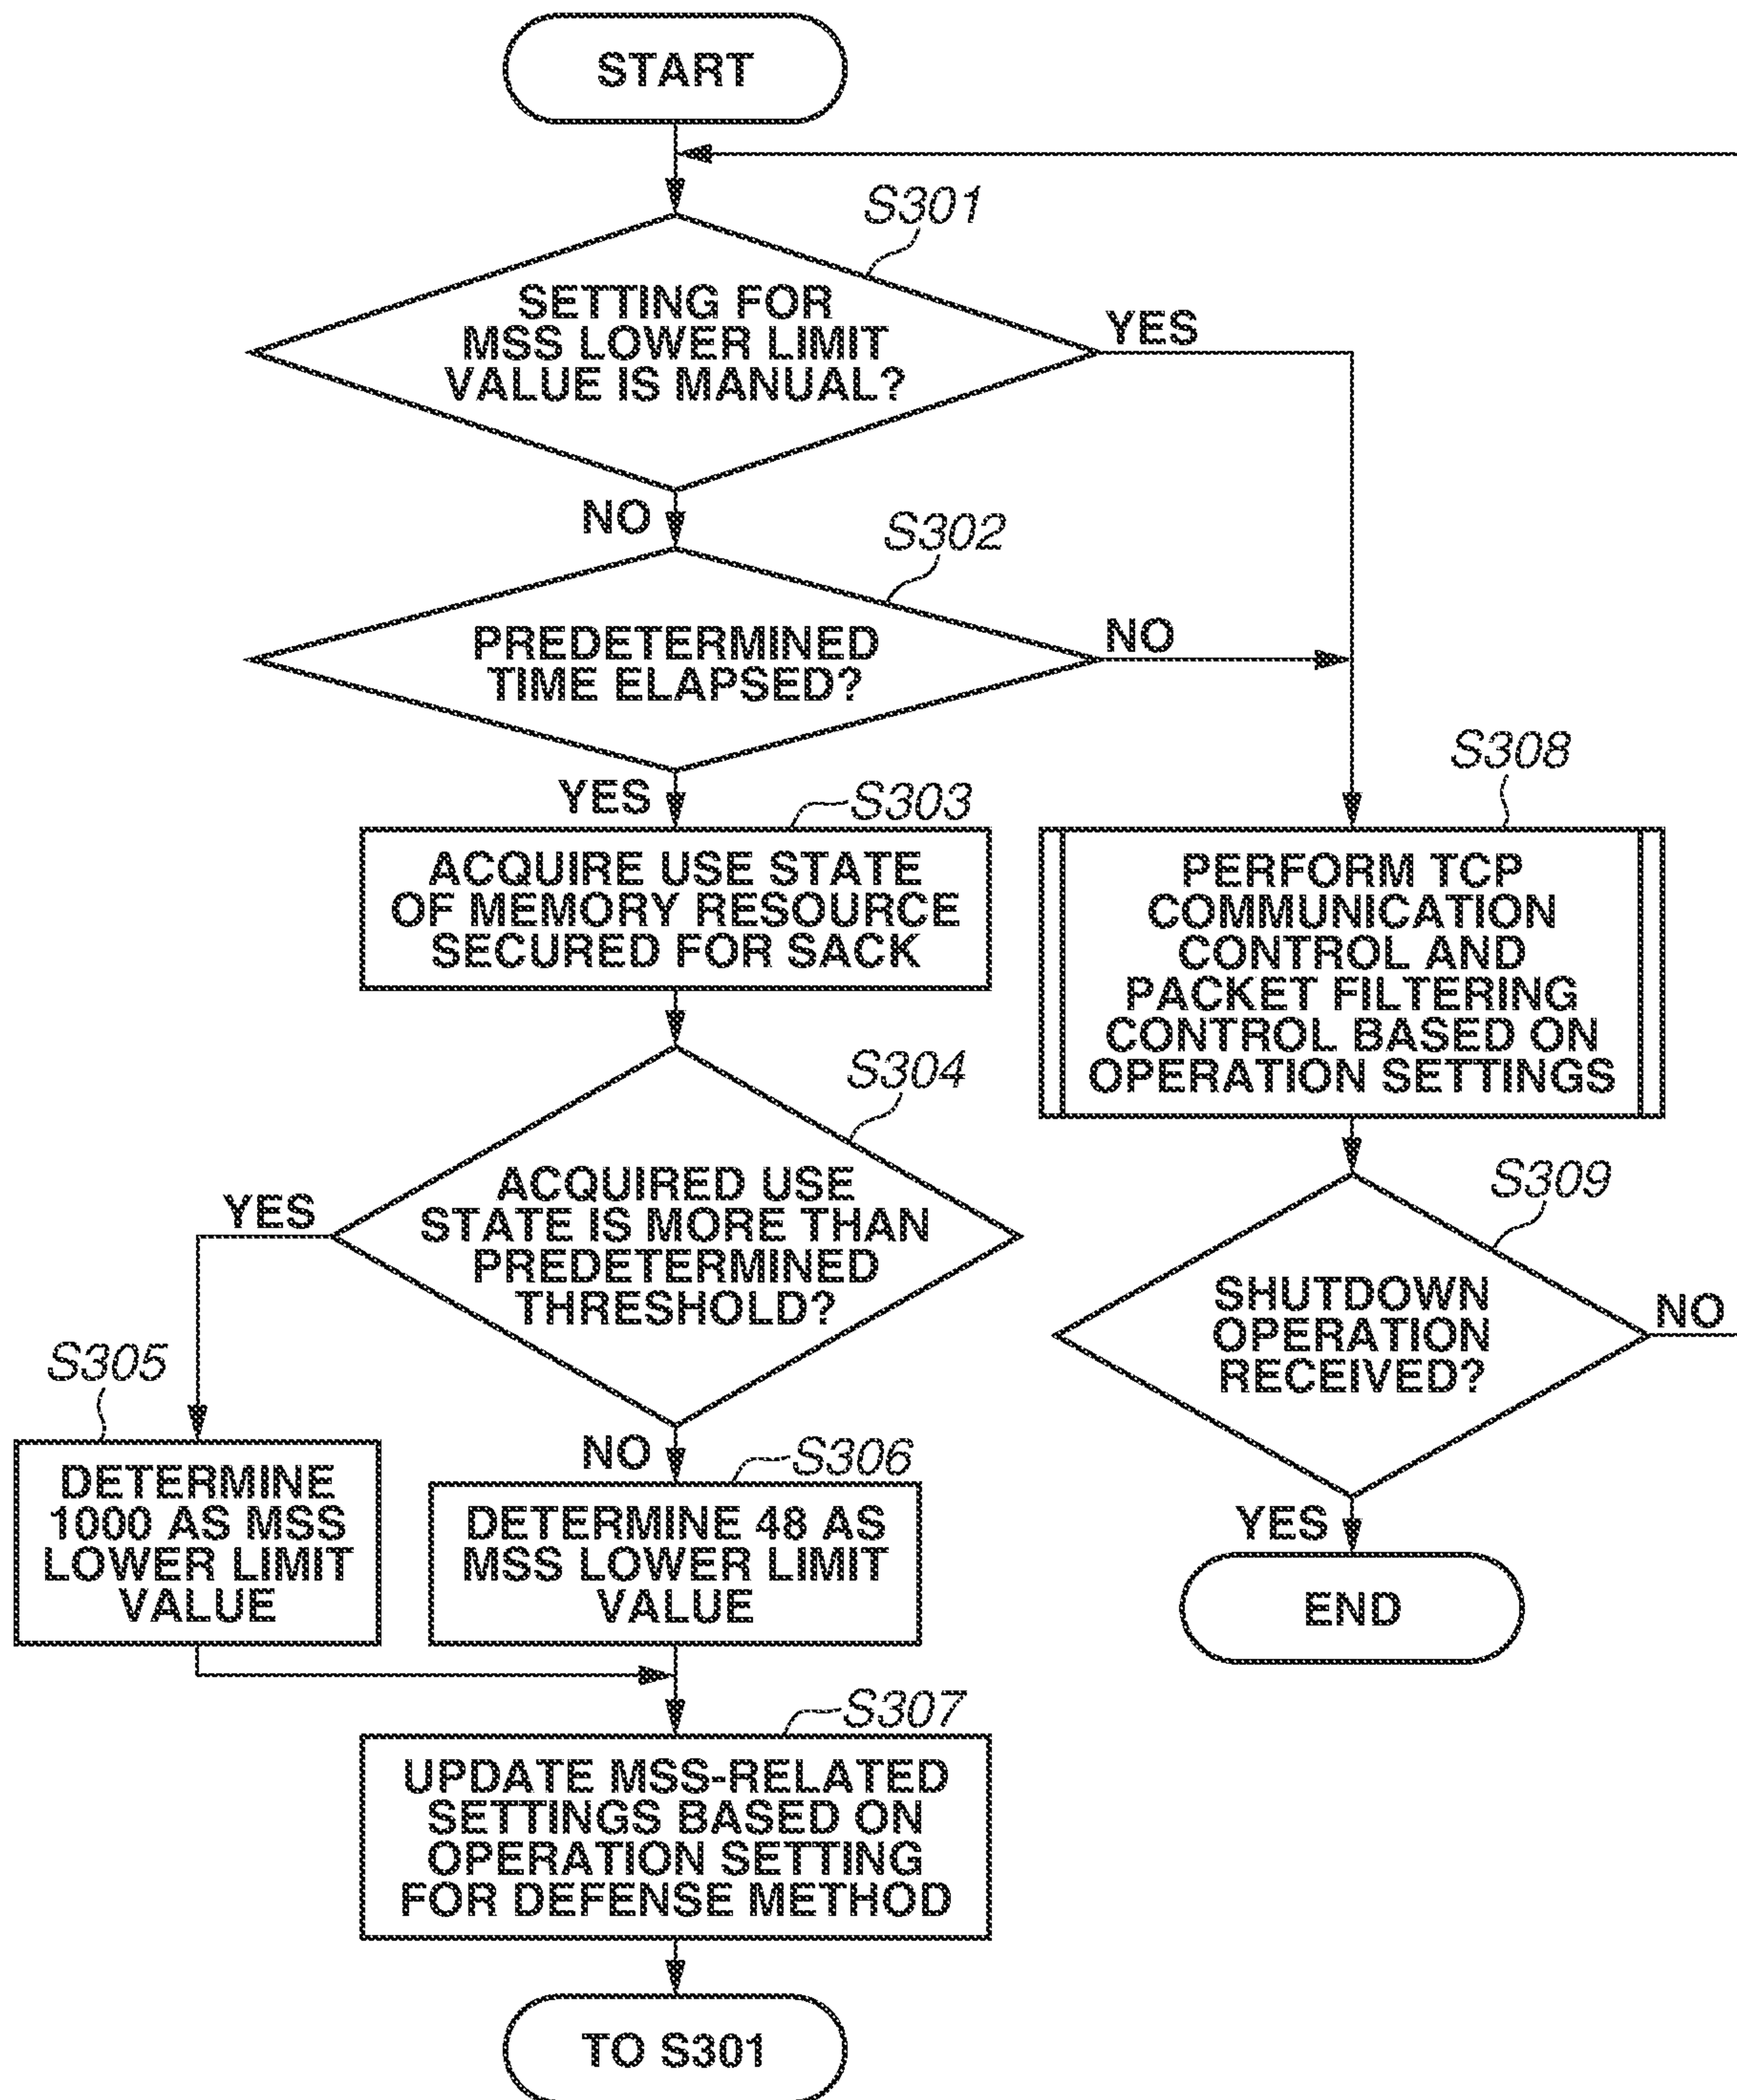 START
S301
SETTING FOR
MSS LOWER LIMIT
VALUE IS MANUAL?
YES
NO
S302
PREDETERMINED
TIME ELAPSED?
NO
YES
S303
ACQUIRE USE STATE
OF MEMORY RESOURCE
SECURED FOR SACK
S308
PERFORM TCP
COMMUNICATION
CONTROL AND
PACKET FILTERING
CONTROL BASED ON
OPERATION SETTINGS
S304
ACQUIRED USE
STATE IS MORE THAN
PREDETERMINED
THRESHOLD?
YES
NO
S309
SHUTDOWN
OPERATION
RECEIVED?
NO
YES
END
S305
DETERMINE
1000 AS MSS
LOWER LIMIT
VALUE
S306
DETERMINE 48 AS
MSS LOWER LIMIT
VALUE
S307
UPDATE MSS-RELATED
SETTINGS BASED ON
OPERATION SETTING
FOR DEFENSE METHOD
TO S301